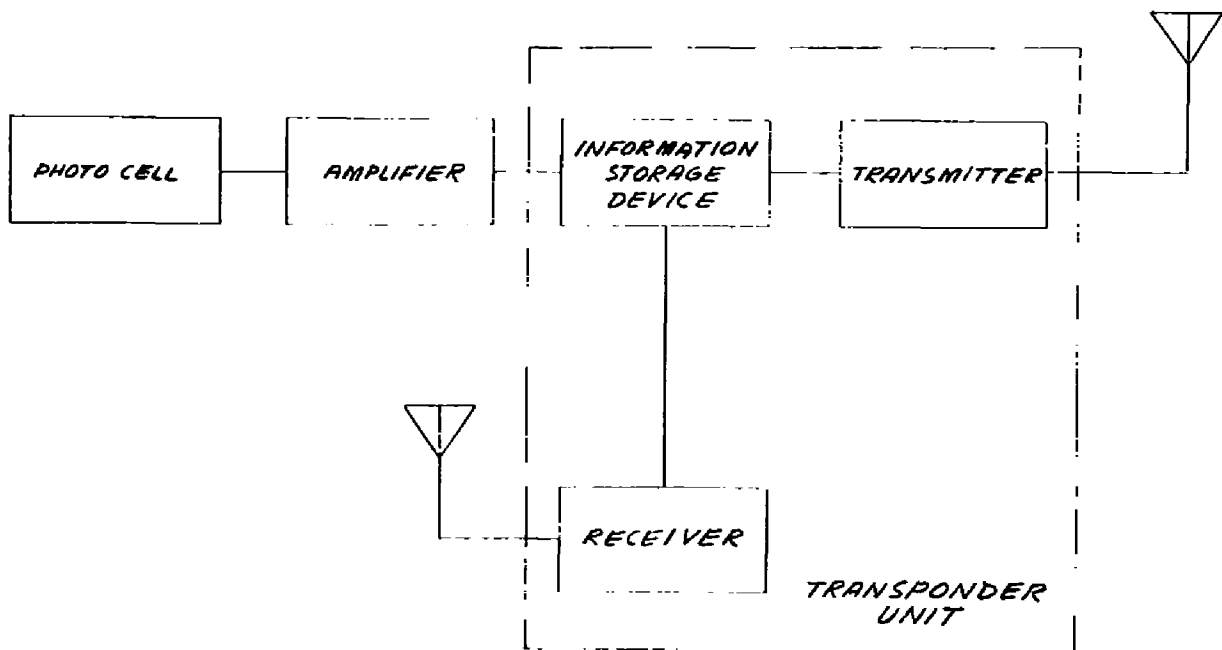 PHOTO CELL
AMPLIFIER
INFORMATION
STORAGE
DEVICE
TRANSMITTER
RECEIVER
TRANSPONDER
UNIT